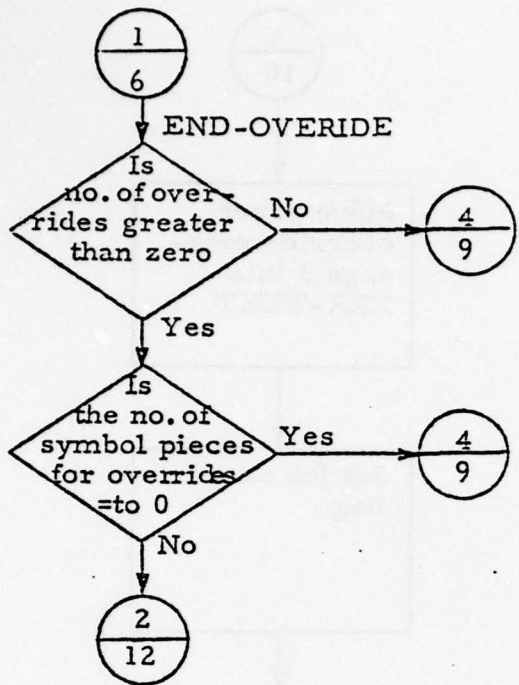 1
6
END-OVERIDE
Is
no. of over-
rides greater
than zero
No
4
9
Yes
Is
the no. of
symbol pieces
for overrides
=to 0
Yes
4
9
No
2
12